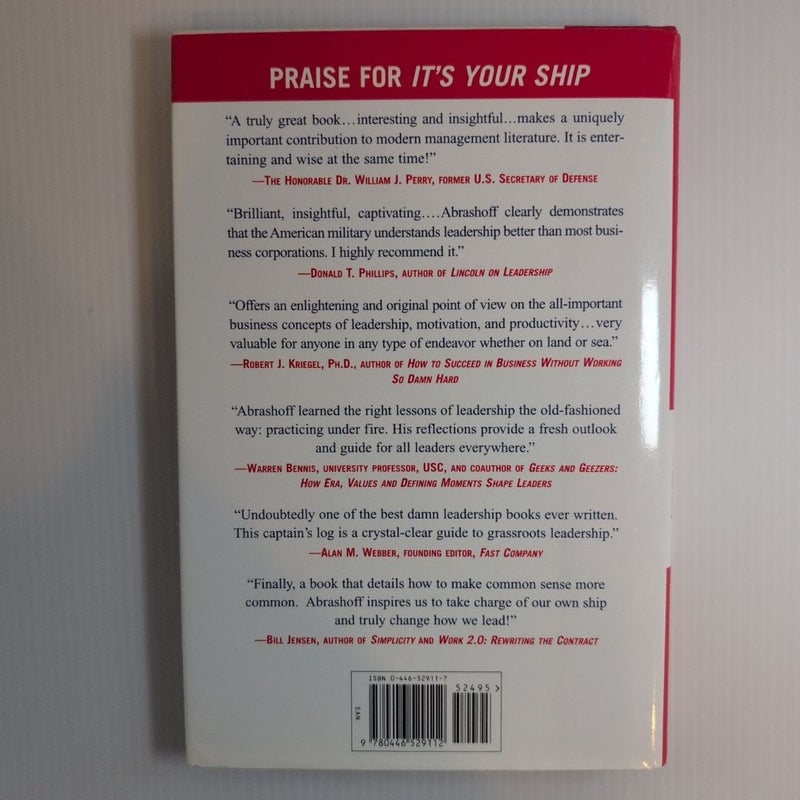 PRAISE FOR IT'S YOUR SHIP
“A truly great book...interesting and insightful...makes a uniquely
important contribution to modern management literature. It is enter-
taining and wise at the same time!”
—THE HONORABLE DR. WILLIAM J. PERRY, FORMER U.S. SECRETARY OF DEFENSE
“Brilliant, insightful, captivating....Abrashoff clearly demonstrates
that the American military understands leadership better than most busi-
ness corporations. I highly recommend it.”
—DONALD T. PHILLIPS, AUTHOR OF LINCOLN ON LEADERSHIP
“Offers an enlightening and original point of view on the all-important
business concepts of leadership, motivation, and productivity...very
valuable for anyone in any type of endeavor whether on land or sea.”
—ROBERT J. KRIEGEL, PH.D., AUTHOR OF HOW TO SUCCEED IN BUSINESS WITHOUT WORKING
SO DAMN HARD
“Abrashoff learned the right lessons of leadership the old-fashioned
way: practicing under fire. His reflections provide a fresh outlook
and guide for all leaders everywhere.”
—WARREN BENNIS, UNIVERSITY PROFESSOR, USC, AND COAUTHOR OF GEEKS AND GEEZERS:
HOW ERA, VALUES AND DEFINING MOMENTS SHAPE LEADERS
“Undoubtedly one of the best damn leadership books ever written.
This captain's log is a crystal-clear guide to grassroots leadership.”
—ALAN M. WEBBER, FOUNDING EDITOR, FAST COMPANY
“Finally, a book that details how to make common sense more
common. Abrashoff inspires us to take charge of our own ship
and truly change how we lead!”
—BILL JENSEN, AUTHOR OF SIMPLICITY AND WORK 2.0: REWRITING THE CONTRACT
ISBN 0-446-52911-7
52495>
EAN
9 780446 529112